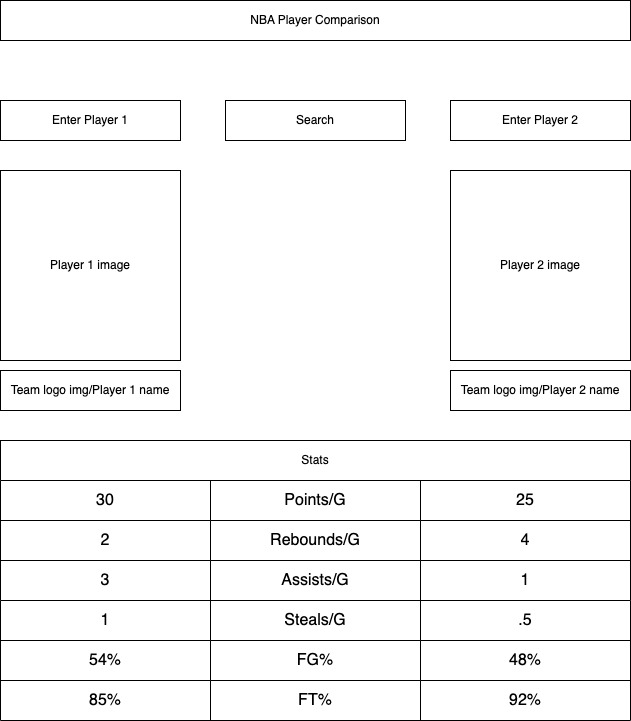 NBA Player Comparison
Enter Player 1
Search
Enter Player 2
Player 1 image
Player 2 image
Team logo img/Player 1 name
Team logo img/Player 2 name
Stats
30 Points/G 25
2 Rebounds/G 4
3 Assists/G 1
1 Steals/G .5
54% FG% 48%
85% FT% 92%